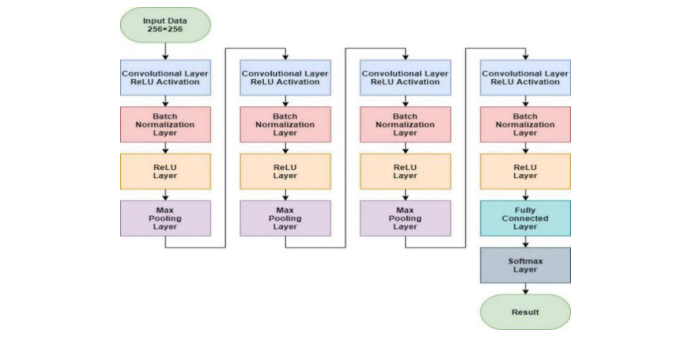 Input Data
256*256
Convolutional Layer
ReLU Activation
Batch
Normalization
Layer
ReLU
Layer
Max
Pooling
Layer
Convolutional Layer
ReLU Activation
Batch
Normalization
Layer
ReLU
Layer
Max
Pooling
Layer
Convolutional Layer
ReLU Activation
Batch
Normalization
Layer
ReLU
Layer
Max
Pooling
Layer
Convolutional Layer
ReLU Activation
Batch
Normalization
Layer
ReLU
Layer
Fully
Connected
Layer
Softmax
Layer
Result